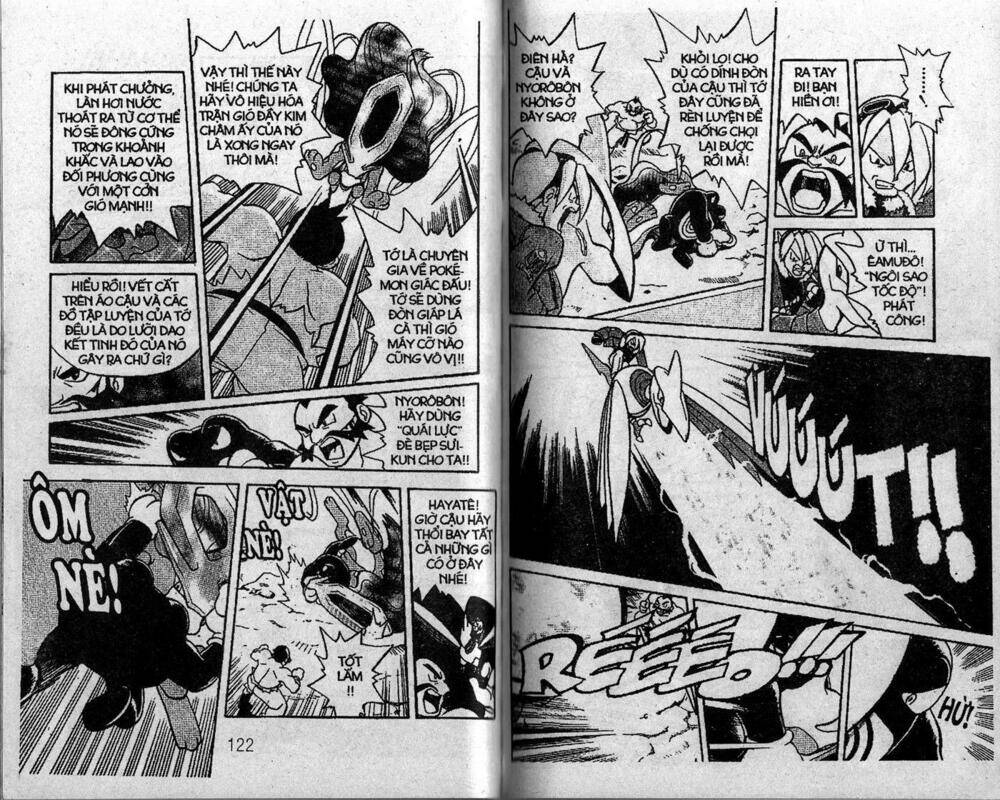 KHI PHÁT CHƯỞNG,
LÀN HƠI NƯỚC
THOÁT RA TỪ CƠ THỂ
NÓ SẼ ĐÔNG CỨNG
TRONG KHOẢNH
KHẮC VÀ LAO VÀO
ĐỐI PHƯƠNG CÙNG
VỚI MỘT CƠN
GIÓ MẠNH!!
VẬY THÌ THẾ NÀY
NHÉ! CHÚNG TA
HÃY VÔ HIỆU HÓA
TRẬN GIÓ ĐẦY KIM
CHÂM ẤY CỦA NÓ
LÀ XONG NGAY
THÔI MÀ!
HIỂU RỒI! VẾT CẮT
TRÊN ÁO CẬU VÀ CÁC
ĐỒ TẬP LUYỆN CỦA TỚ
ĐỀU LÀ DO LƯỠI DAO
KẾT TINH ĐÓ CỦA NÓ
GÂY RA CHỨ GÌ?
TỚ LÀ CHUYÊN
GIA VỀ POKÉ-
MON GIÁC ĐẤU!
TỚ SẼ DÙNG
ĐÒN GIÁP LÁ
CÀ THÌ GIÓ
MẤY CỠ NÀO
CŨNG VÔ VỊ!!
NYORÔBÔN!
HÃY DÙNG
"QUÁI LỰC"
ĐÈ BẸP SƯI-
KUN CHO TA!!
ÔM
NÈ!
VẬT
NÈ!
TỐT
LẮM
!!
HAYATÊ!
GIỜ CẬU HÃY
THỔI BAY TẤT
CẢ NHỮNG GÌ
CÓ Ở ĐÂY
NHÉ!
122
ĐIÊN HẢ?
CẬU VÀ
NYORÔBÔN
KHÔNG Ở
ĐÂY SAO?
KHỎI LO! CHO
DÙ CÓ DÍNH ĐÒN
CỦA CẬU THÌ TỚ
ĐÂY CŨNG ĐÃ
RÈN LUYỆN ĐỂ
CHỐNG CHỌI
LẠI ĐƯỢC
RỒI MÀ!
RA TAY
ĐI! BẠN
HIỀN ƠI!
......!
Ừ THÌ...
ÊAMUĐÔ!
"NGÔI SAO
TỐC ĐỘ"!
PHÁT
CÔNG!
VÚÚÚÚT!!
RÉÉÉÉO!!!
HỪ!